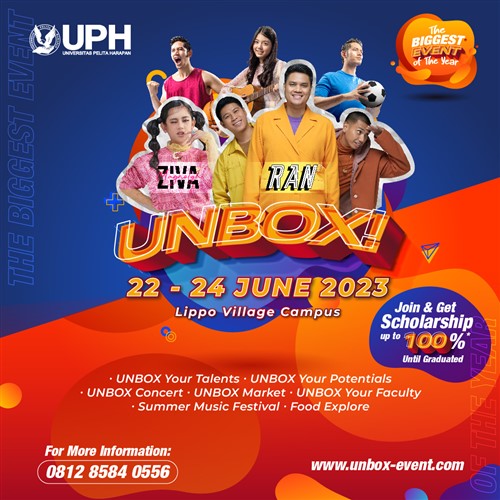 UPH
UNIVERSITAS PELITA HARAPAN
The
BIGGEST
EVENT
of The Year
THE BIGGEST EVENT
ZIVA
Magnolya
RAN
UNBOX!
22 - 24 JUNE 2023
Lippo Village Campus
Join & Get
Scholarship
up to 100%*
Until Graduated
• UNBOX Your Talents • UNBOX Your Potentials
• UNBOX Concert • UNBOX Market • UNBOX Your Faculty
• Summer Music Festival • Food Explore
OF THE YEAR
For More Information:
0812 8584 0556
www.unbox-event.com